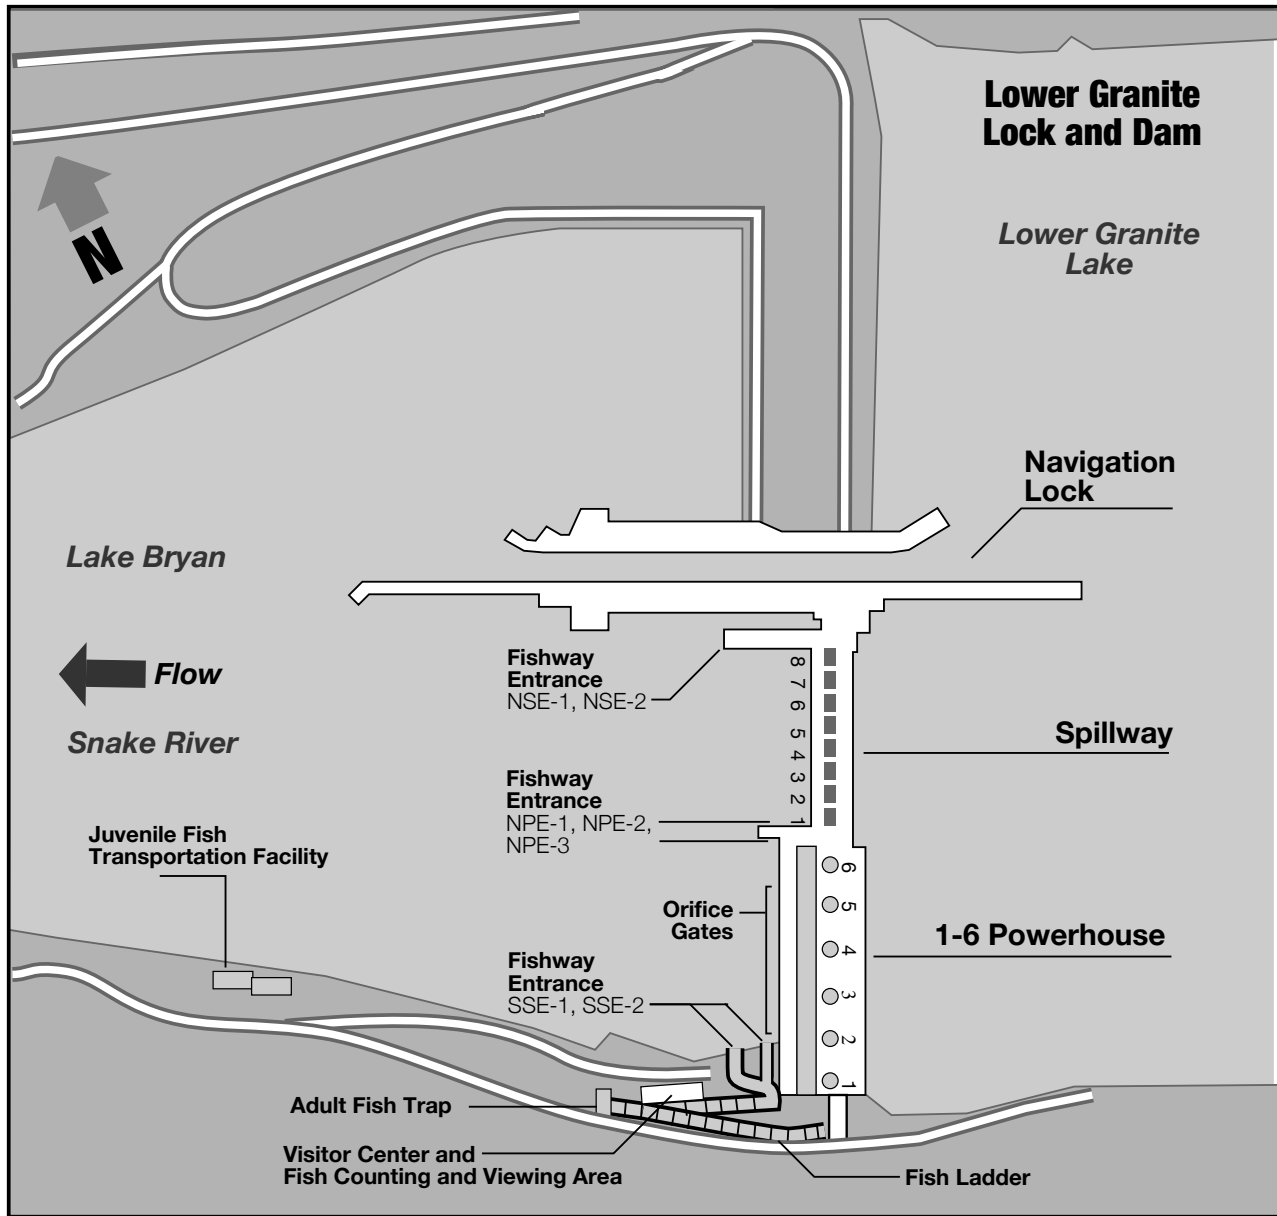 Lower Granite
Lock and Dam
N
Lower Granite
Lake
Navigation
Lock
Lake Bryan
Flow
Snake River
Fishway
Entrance
NSE-1, NSE-2
8
7
6
5
4
3
2
1
Spillway
Fishway
Entrance
NPE-1, NPE-2,
NPE-3
Juvenile Fish
Transportation Facility
6
5
4
3
2
1
Orifice
Gates
1-6 Powerhouse
Fishway
Entrance
SSE-1, SSE-2
Adult Fish Trap
Visitor Center and
Fish Counting and Viewing Area
Fish Ladder